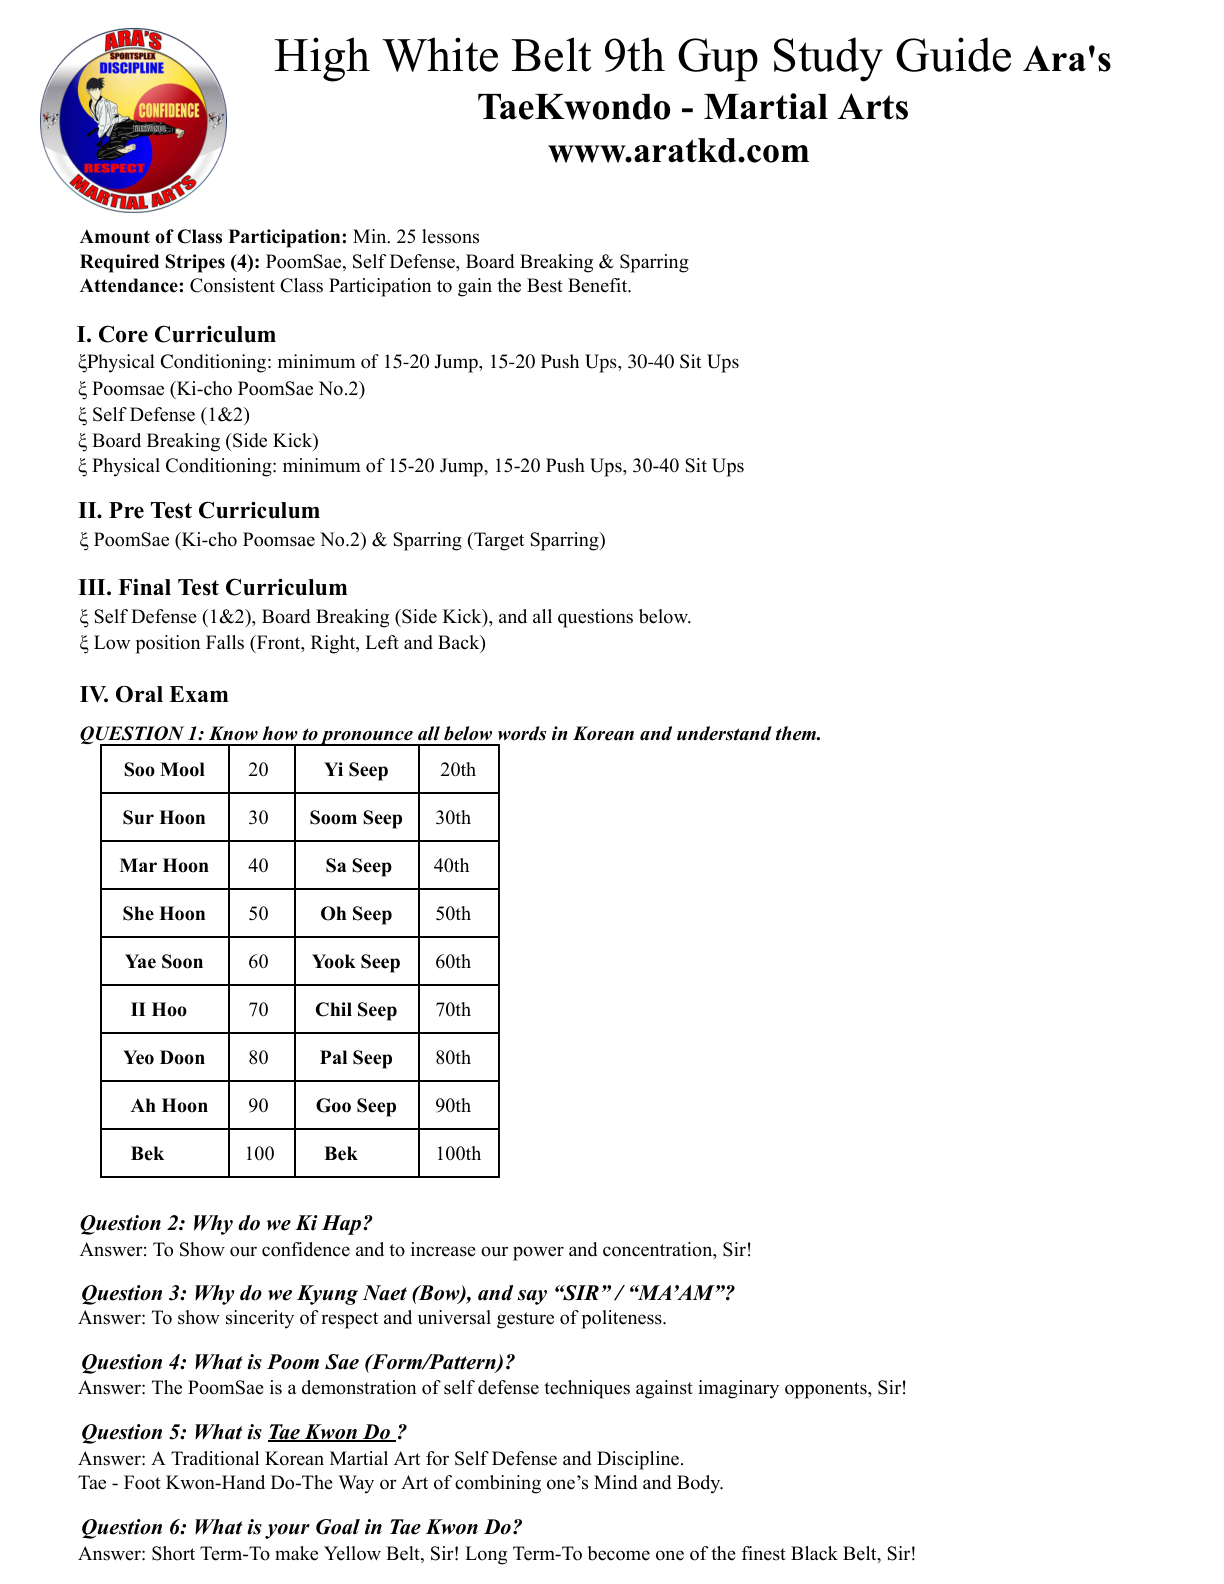 ARA'S
SPORTSPLEX
DISCIPLINE
CONFIDENCE
TAEKWONDO
RESPECT
MARTIAL ARTS
High White Belt 9th Gup Study Guide Ara's
TaeKwondo - Martial Arts
www.aratkd.com
Amount of Class Participation: Min. 25 lessons
Required Stripes (4): PoomSae, Self Defense, Board Breaking & Sparring
Attendance: Consistent Class Participation to gain the Best Benefit.
I. Core Curriculum
ξPhysical Conditioning: minimum of 15-20 Jump, 15-20 Push Ups, 30-40 Sit Ups
ξ Poomsae (Ki-cho PoomSae No.2)
ξ Self Defense (1&2)
ξ Board Breaking (Side Kick)
ξ Physical Conditioning: minimum of 15-20 Jump, 15-20 Push Ups, 30-40 Sit Ups
II. Pre Test Curriculum
ξ PoomSae (Ki-cho Poomsae No.2) & Sparring (Target Sparring)
III. Final Test Curriculum
ξ Self Defense (1&2), Board Breaking (Side Kick), and all questions below.
ξ Low position Falls (Front, Right, Left and Back)
IV. Oral Exam
QUESTION 1: Know how to pronounce all below words in Korean and understand them.
Soo Mool 20 Yi Seep 20th
Sur Hoon 30 Soom Seep 30th
Mar Hoon 40 Sa Seep 40th
She Hoon 50 Oh Seep 50th
Yae Soon 60 Yook Seep 60th
II Hoo 70 Chil Seep 70th
Yeo Doon 80 Pal Seep 80th
Ah Hoon 90 Goo Seep 90th
Bek 100 Bek 100th
Question 2: Why do we Ki Hap?
Answer: To Show our confidence and to increase our power and concentration, Sir!
Question 3: Why do we Kyung Naet (Bow), and say “SIR” / “MA’AM”?
Answer: To show sincerity of respect and universal gesture of politeness.
Question 4: What is Poom Sae (Form/Pattern)?
Answer: The PoomSae is a demonstration of self defense techniques against imaginary opponents, Sir!
Question 5: What is Tae Kwon Do ?
Answer: A Traditional Korean Martial Art for Self Defense and Discipline.
Tae - Foot Kwon-Hand Do-The Way or Art of combining one’s Mind and Body.
Question 6: What is your Goal in Tae Kwon Do?
Answer: Short Term-To make Yellow Belt, Sir! Long Term-To become one of the finest Black Belt, Sir!